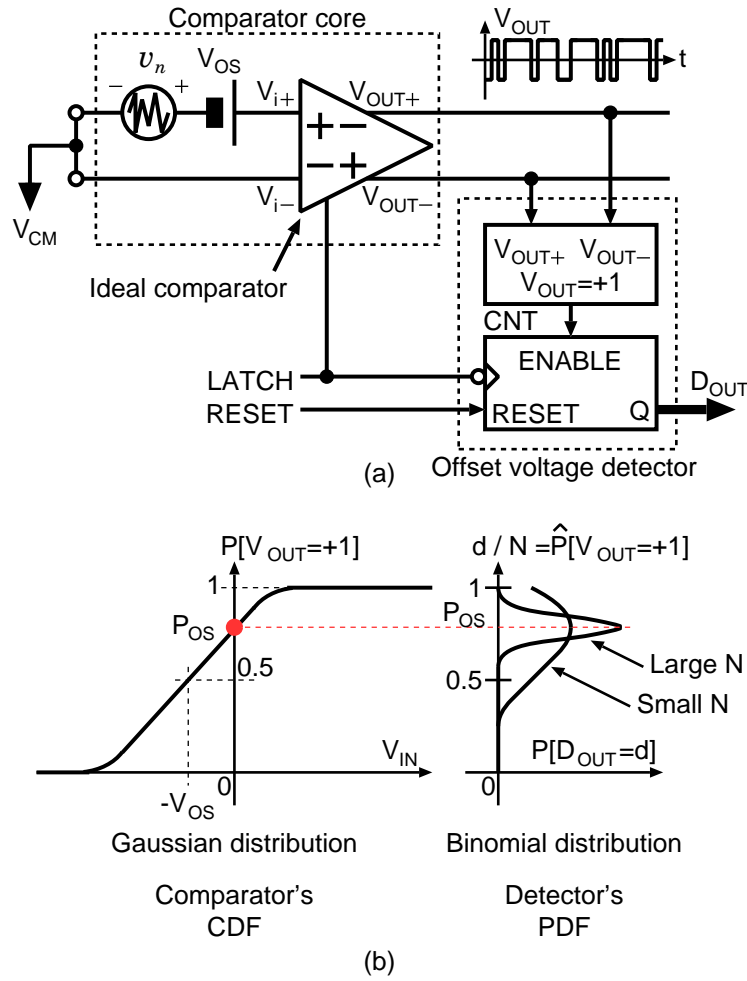 Comparator core
V_OUT
t
v_n
V_OS
- +
V_i+
V_OUT+
+ −
− +
V_i−
V_OUT−
V_CM
Ideal comparator
V_OUT+ V_OUT−
V_OUT=+1
CNT
ENABLE
LATCH
RESET
RESET Q
D_OUT
Offset voltage detector
(a)
P[V_OUT=+1]
1
P_OS
0.5
V_IN
0
-V_OS
Gaussian distribution
Comparator's
CDF
d / N =P̂[V_OUT=+1]
1
P_OS
0.5
Large N
Small N
P[D_OUT=d]
0
Binomial distribution
Detector's
PDF
(b)